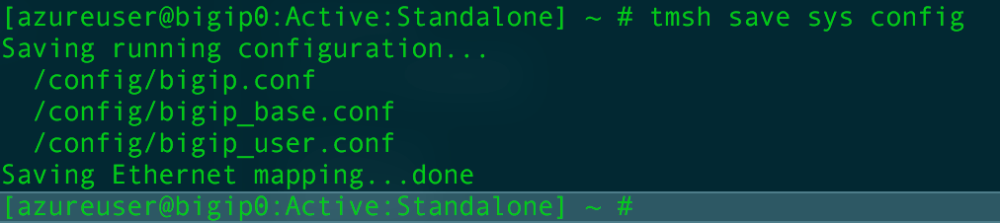 [azureuser@bigip0:Active:Standalone] ~ # tmsh save sys config
Saving running configuration...
  /config/bigip.conf
  /config/bigip_base.conf
  /config/bigip_user.conf
Saving Ethernet mapping...done
[azureuser@bigip0:Active:Standalone] ~ #